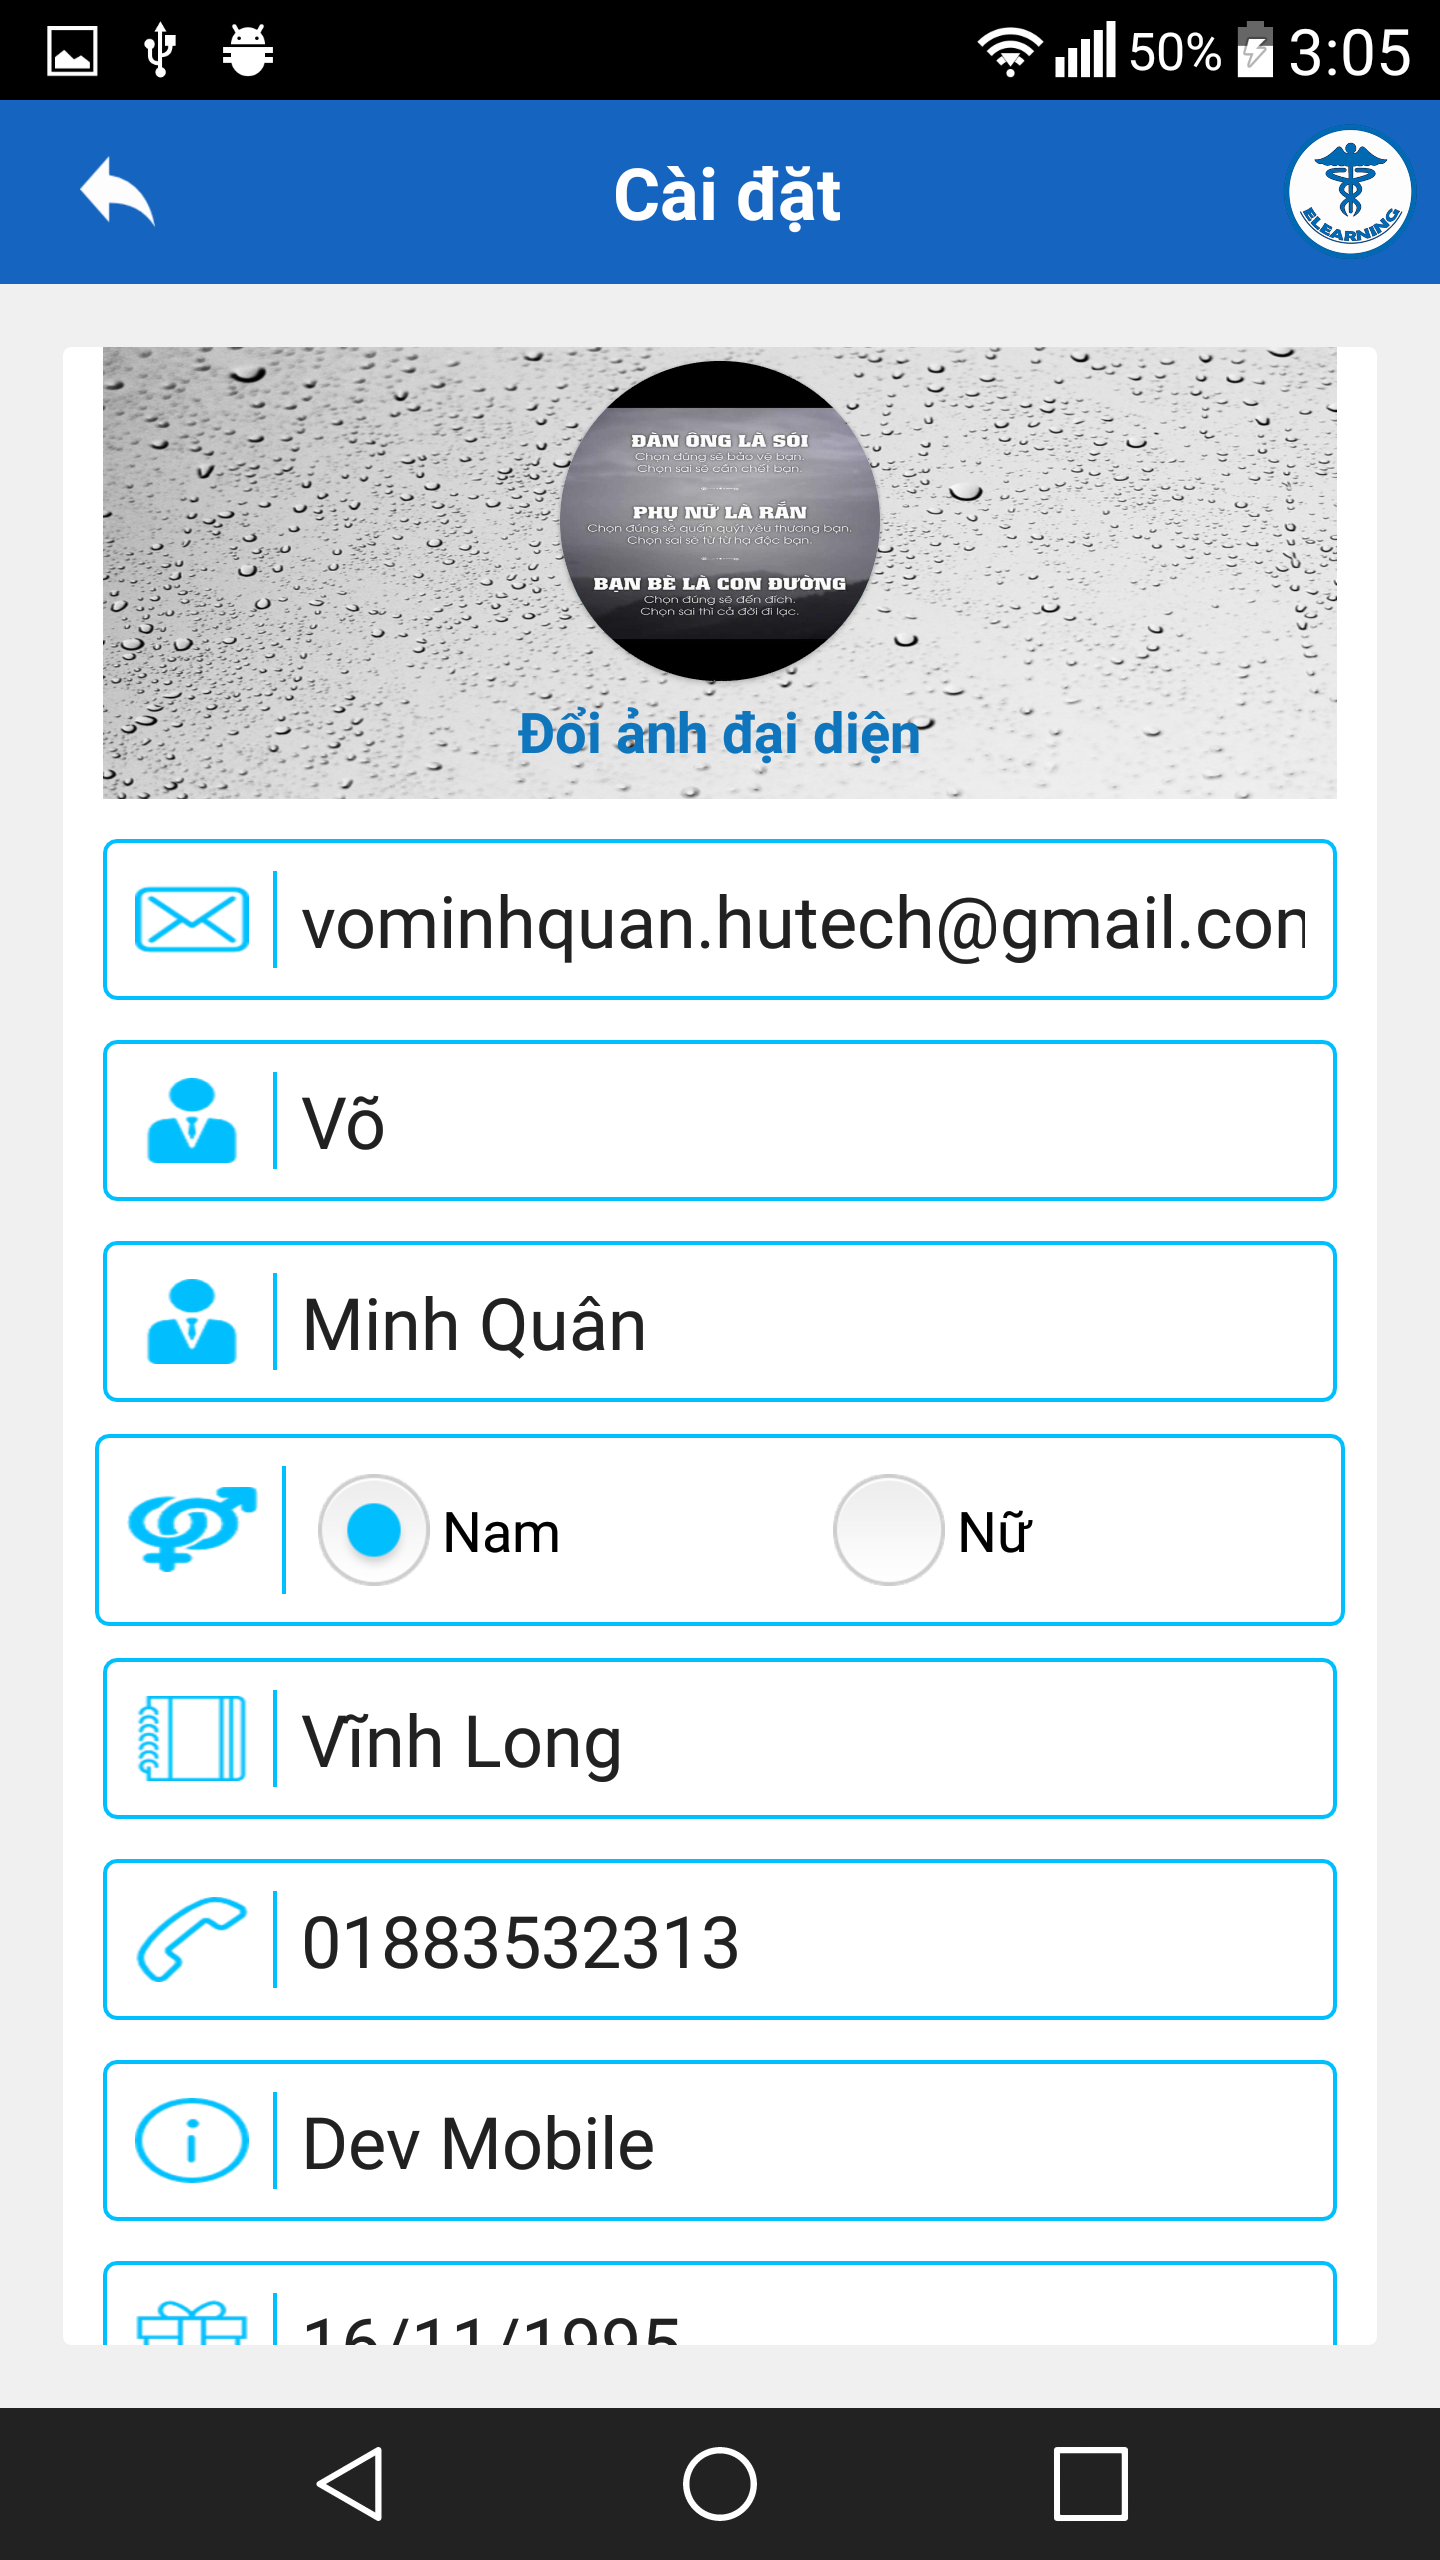 50% 3:05
Cài đặt
ELEARNING
ĐÀN ÔNG LÀ SÓI
Chọn đúng sẽ bảo vệ bạn.
Chọn sai sẽ cắn chết bạn.
PHỤ NỮ LÀ RẮN
Chọn đúng sẽ quấn quýt yêu thương bạn.
Chọn sai sẽ từ từ hạ độc bạn.
BẠN BÈ LÀ CON ĐƯỜNG
Chọn đúng sẽ đến đích.
Chọn sai thì cả đời đi lạc.
Đổi ảnh đại diện
vominhquan.hutech@gmail.com
Võ
Minh Quân
Nam Nữ
Vĩnh Long
01883532313
Dev Mobile
16/11/1995